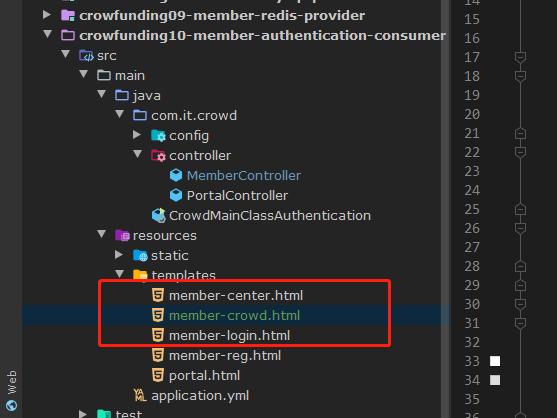 crowfunding09-member-redis-provider
crowfunding10-member-authentication-consumer
src
main
java
com.it.crowd
config
controller
MemberController
PortalController
CrowdMainClassAuthentication
resources
static
templates
member-center.html
member-crowd.html
member-login.html
member-reg.html
portal.html
application.yml
test
Web
15
16
17
18
19
20
21
22
23
24
25
26
27
28
29
30
31
32
33
34
35
36